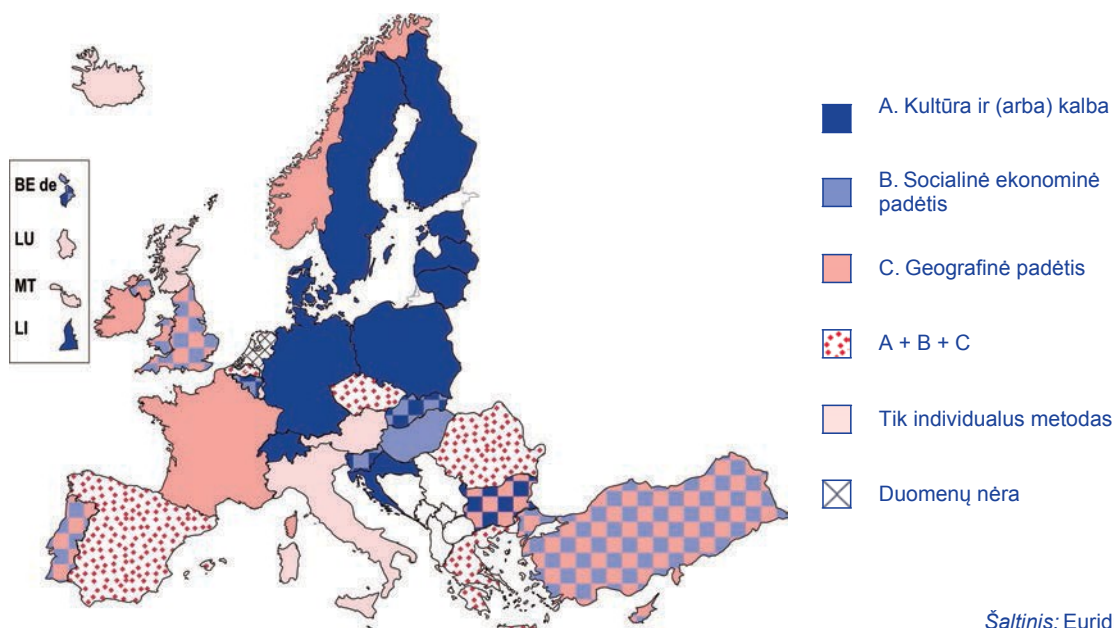 BE de
LU
MT
LI
A. Kultūra ir (arba) kalba
B. Socialinė ekonominė
padėtis
C. Geografinė padėtis
A + B + C
Tik individualus metodas
Duomenų nėra
Šaltinis: Eurid